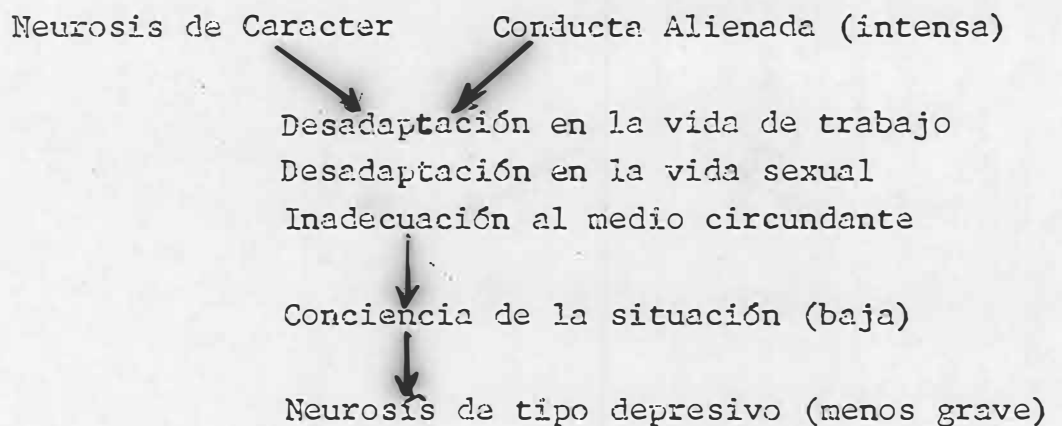 Neurosis de Caracter Conducta Alienada (intensa)
Desadaptación en la vida de trabajo
Desadaptación en la vida sexual
Inadecuación al medio circundante
Conciencia de la situación (baja)
Neurosis de tipo depresivo (menos grave)